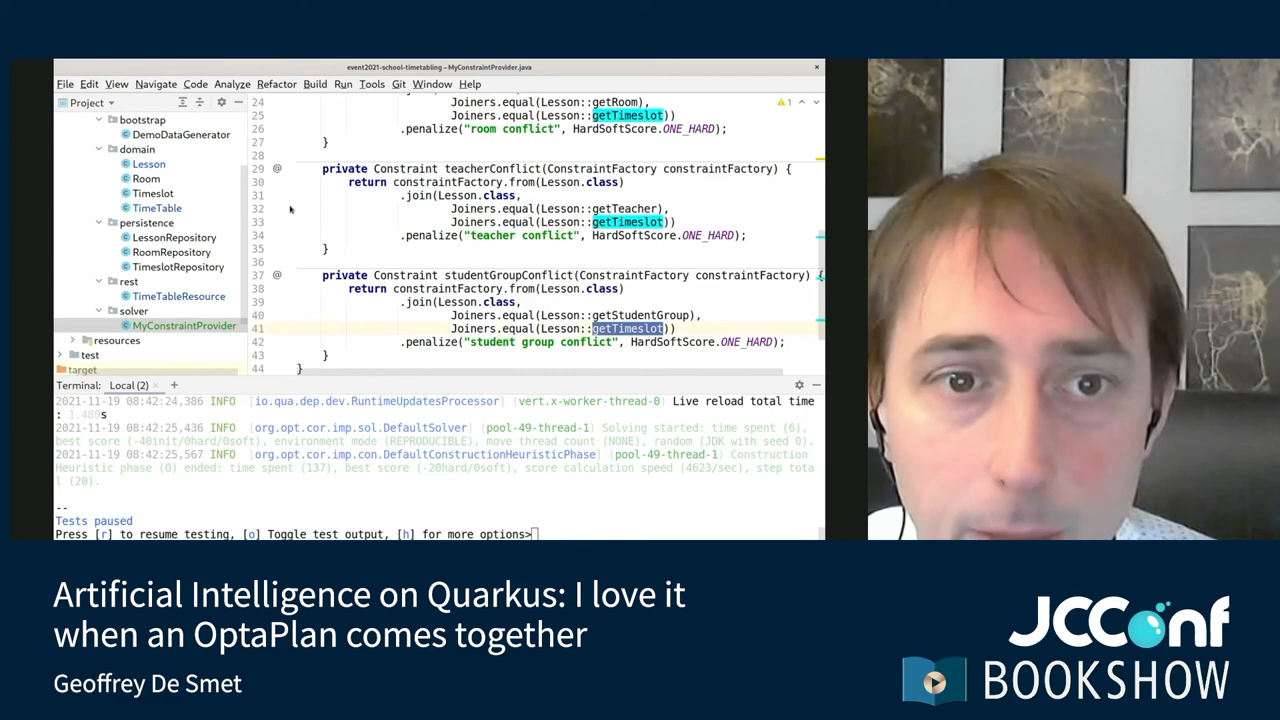 event2021-school-timetabling – MyConstraintProvider.java
File Edit View Navigate Code Analyze Refactor Build Run Tools Git Window Help
Project
bootstrap
DemoDataGenerator
domain
Lesson
Room
Timeslot
TimeTable
persistence
LessonRepository
RoomRepository
TimeslotRepository
rest
TimeTableResource
solver
MyConstraintProvider
resources
test
target
24 Joiners.equal(Lesson::getRoom),
25 Joiners.equal(Lesson::getTimeslot))
26 .penalize("room conflict", HardSoftScore.ONE_HARD);
27 }
28
29 @ private Constraint teacherConflict(ConstraintFactory constraintFactory) {
30 return constraintFactory.from(Lesson.class)
31 .join(Lesson.class,
32 Joiners.equal(Lesson::getTeacher),
33 Joiners.equal(Lesson::getTimeslot))
34 .penalize("teacher conflict", HardSoftScore.ONE_HARD);
35 }
36
37 @ private Constraint studentGroupConflict(ConstraintFactory constraintFactory) {
38 return constraintFactory.from(Lesson.class)
39 .join(Lesson.class,
40 Joiners.equal(Lesson::getStudentGroup),
41 Joiners.equal(Lesson::getTimeslot))
42 .penalize("student group conflict", HardSoftScore.ONE_HARD);
43 }
44 }
1
Terminal: Local (2) × +
2021-11-19 08:42:24,386 INFO [io.qua.dep.dev.RuntimeUpdatesProcessor] (vert.x-worker-thread-0) Live reload total time
: 1.480s
2021-11-19 08:42:25,436 INFO [org.opt.cor.imp.sol.DefaultSolver] (pool-49-thread-1) Solving started: time spent (6),
best score (-40init/0hard/0soft), environment mode (REPRODUCIBLE), move thread count (NONE), random (JDK with seed 0).
2021-11-19 08:42:25,567 INFO [org.opt.cor.imp.con.DefaultConstructionHeuristicPhase] (pool-49-thread-1) Construction
Heuristic phase (0) ended: time spent (137), best score (-20hard/0soft), score calculation speed (4623/sec), step tota
l (20).
--
Tests paused
Press [r] to resume testing, [o] Toggle test output, [h] for more options>
Artificial Intelligence on Quarkus: I love it
when an OptaPlan comes together
Geoffrey De Smet
JCConf
BOOKSHOW